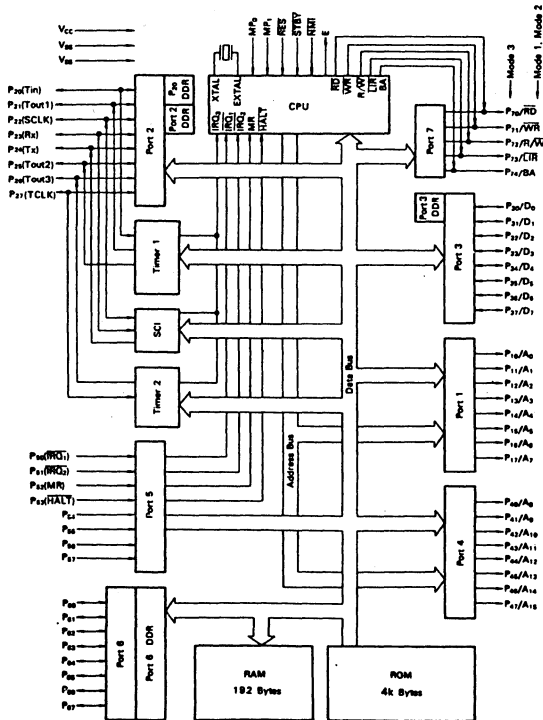 VCC
VSS
VSS
P20(Tin)
P21(Tout1)
P22(SCLK)
P23(Rx)
P24(Tx)
P25(Tout2)
P26(Tout3)
P27(TCLK)
Port 2
P20 DDR
Port 2 DDR
XTAL
EXTAL
MP0
MP1
RES
STBY
NMI
E
CPU
IRQ0
IRQ1
IRQ2
MR
HALT
RD
WR
R/W
LIR
BA
Mode 3
Mode 1, Mode 2
Port 7
P70/RD
P71/WR
P72/R/W
P73/LIR
P74/BA
Port 3 DDR
Port 3
P30/D0
P31/D1
P32/D2
P33/D3
P34/D4
P35/D5
P36/D6
P37/D7
Timer 1
SCI
Timer 2
Data Bus
Address Bus
Port 1
P10/A0
P11/A1
P12/A2
P13/A3
P14/A4
P15/A5
P16/A6
P17/A7
P50(IRQ1)
P51(IRQ2)
P52(MR)
P53(HALT)
P54
P55
P56
P57
Port 5
Port 4
P40/A8
P41/A9
P42/A10
P43/A11
P44/A12
P45/A13
P46/A14
P47/A15
P60
P61
P62
P63
P64
P65
P66
P67
Port 6
Port 6 DDR
RAM
192 Bytes
ROM
4k Bytes